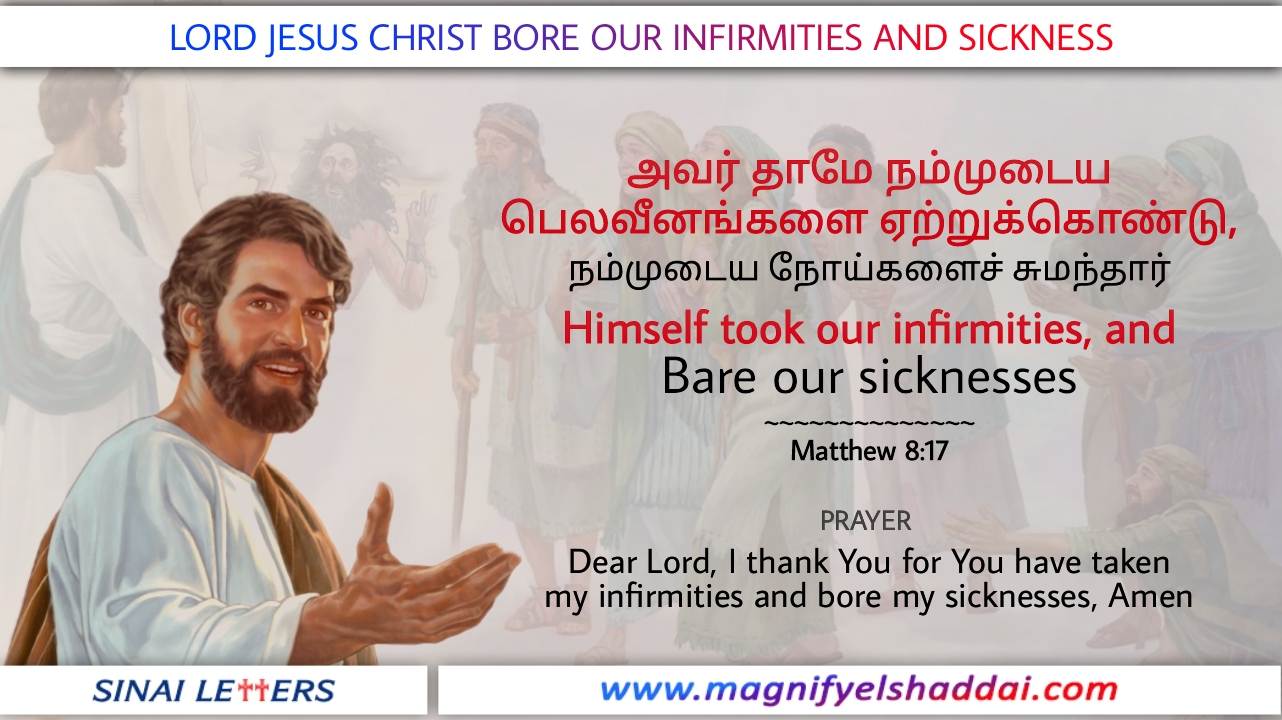 LORD JESUS CHRIST BORE OUR INFIRMITIES AND SICKNESS
அவர் தாமே நம்முடைய
பெலவீனங்களை ஏற்றுக்கொண்டு,
நம்முடைய நோய்களைச் சுமந்தார்
Himself took our infirmities, and
Bare our sicknesses
~~~~~~~~~~~~~~
Matthew 8:17
PRAYER
Dear Lord, I thank You for You have taken
my infirmities and bore my sicknesses, Amen
SINAI LETTERS
www.magnifyelshaddai.com